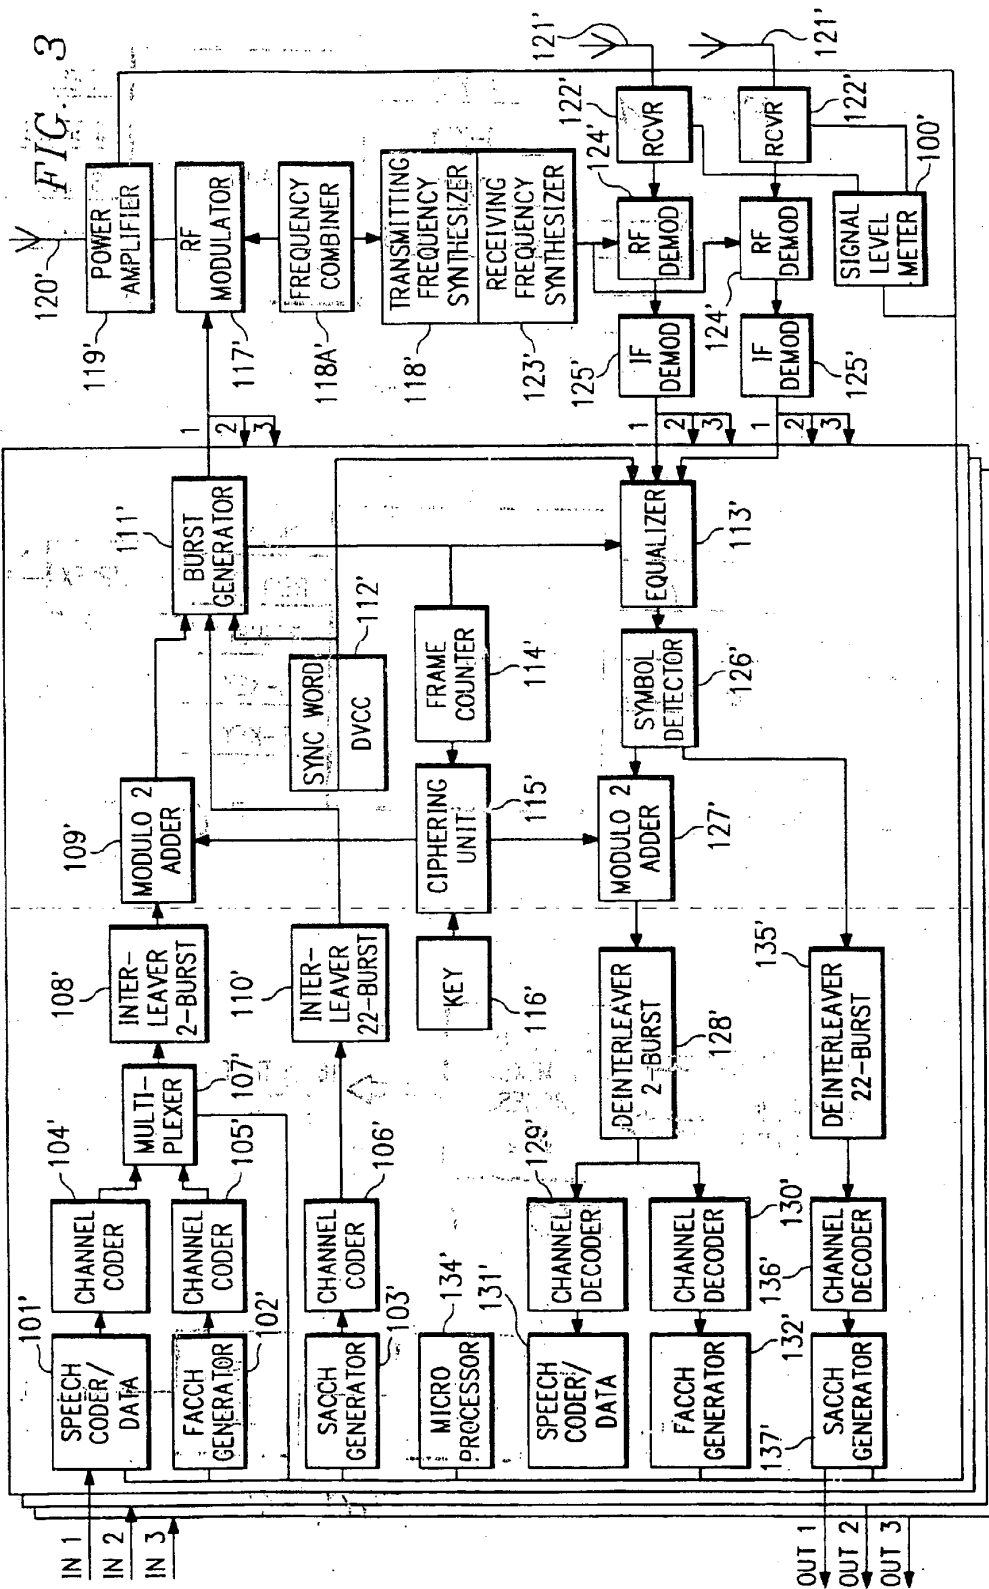 FIG. 3
IN 1
IN 2
IN 3
101'
SPEECH
CODER/
DATA
104'
CHANNEL
CODER
102'
FACCH
GENERATOR
105'
CHANNEL
CODER
107'
MULTI-
PLEXER
108'
INTER-
LEAVER
2-BURST
109'
MODULO 2
ADDER
111'
BURST
GENERATOR
1
2
3
103'
SACCH
GENERATOR
106'
CHANNEL
CODER
110'
INTER-
LEAVER
22-BURST
SYNC WORD
DVCC
112'
134'
MICRO
PROCESSOR
KEY
116'
CIPHERING
UNIT
115'
FRAME
COUNTER
114'
131'
SPEECH
CODER/
DATA
129'
CHANNEL
DECODER
FACCH
GENERATOR
132'
CHANNEL
DECODER
130'
DEINTERLEAVER
2-BURST
128'
MODULO 2
ADDER
127'
SYMBOL
DETECTOR
126'
EQUALIZER
113'
1
2
3
1
2
3
137'
SACCH
GENERATOR
136'
CHANNEL
DECODER
135'
DEINTERLEAVER
22-BURST
OUT 1
OUT 2
OUT 3
120'
119'
POWER
AMPLIFIER
117'
RF
MODULATOR
118A'
FREQUENCY
COMBINER
118'
TRANSMITTING
FREQUENCY
SYNTHESIZER
123'
RECEIVING
FREQUENCY
SYNTHESIZER
125'
IF
DEMOD
124'
RF
DEMOD
122'
RCVR
121'
IF
DEMOD
125'
124'
RF
DEMOD
RCVR
122'
121'
SIGNAL
LEVEL
METER
100'